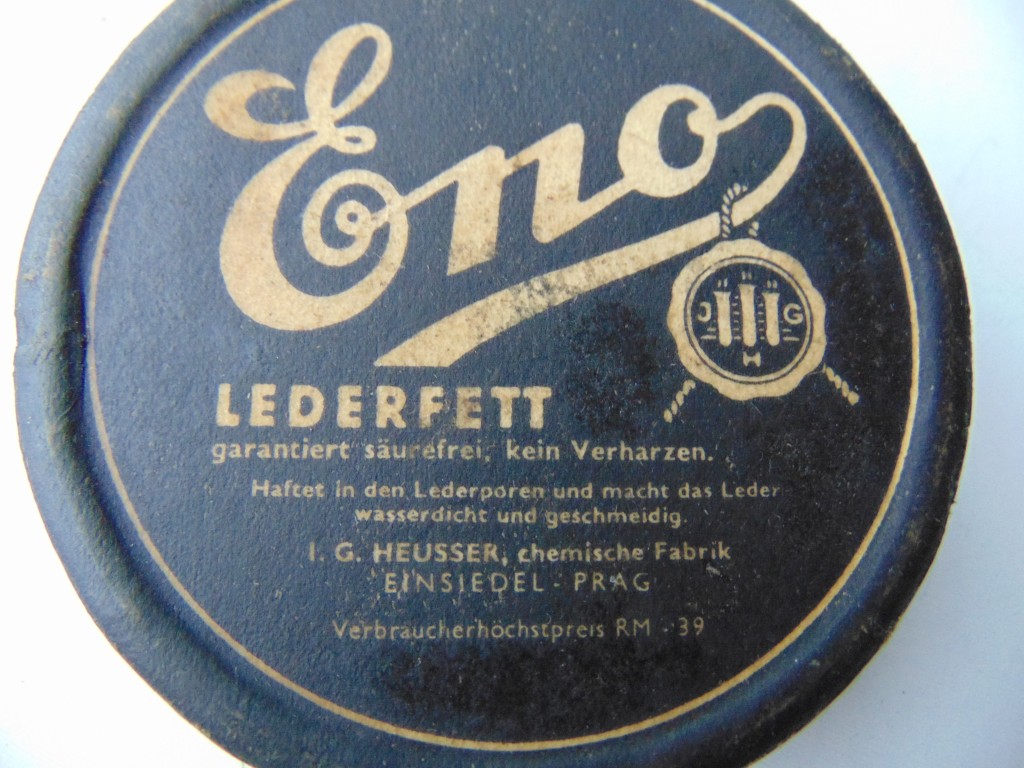 Eno
J G
H
LEDERFETT
garantiert säurefrei, kein Verharzen.
Haftet in den Lederporen und macht das Leder
wasserdicht und geschmeidig.
I. G. HEUSSER, chemische Fabrik
EINSIEDEL - PRAG
Verbraucherhöchstpreis RM -.39